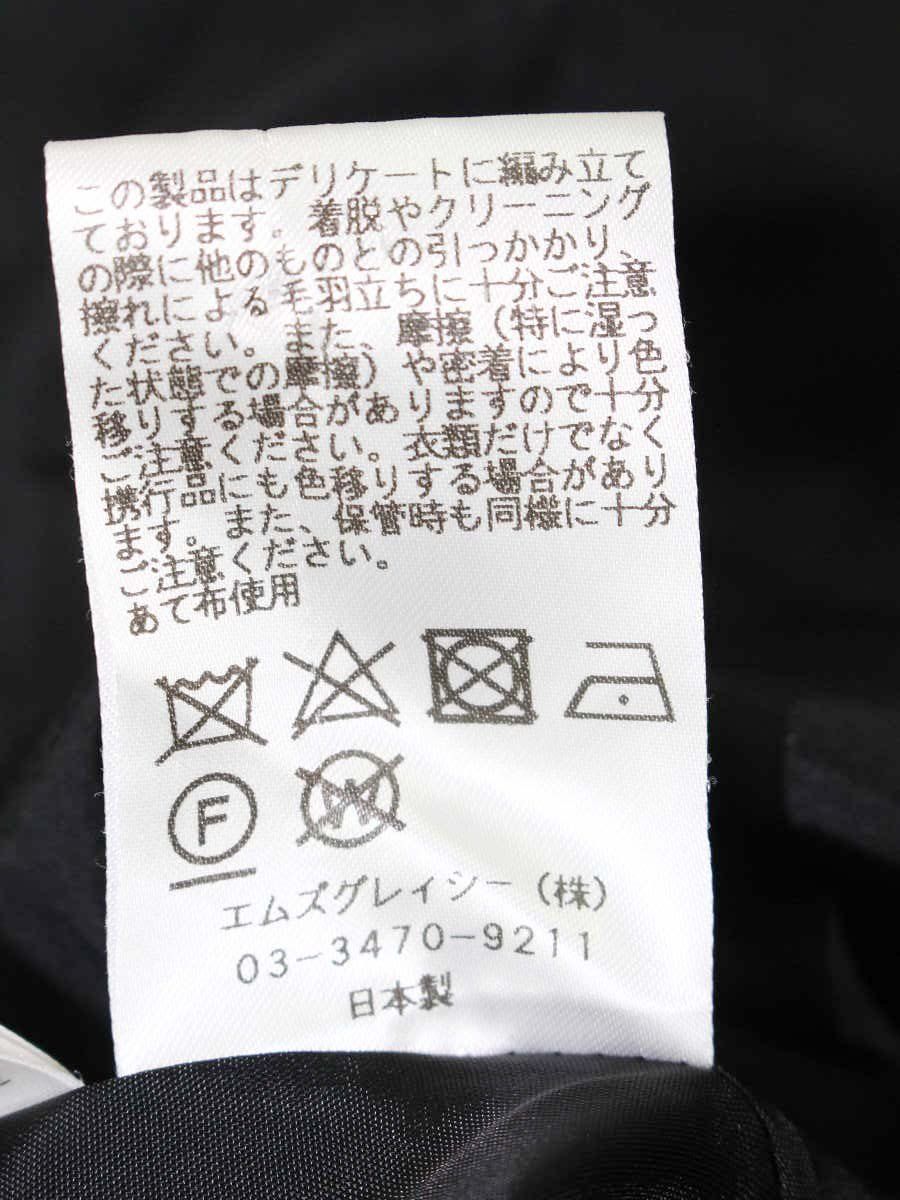 この製品はデリケートに編み立て
ております。着脱やクリーニング
の際に他のものとの引っかかり、
擦れによる毛羽立ちに十分ご注意
ください。また、摩擦（特に湿っ
た状態での摩擦）や密着により色
移りする場合がありますので十分
ご注意ください。衣類だけでなく
携行品にも色移りする場合があり
ます。また、保管時も同様に十分
ご注意ください。
あて布使用
F W
エムズグレイシー（株）
03-3470-9211
日本製